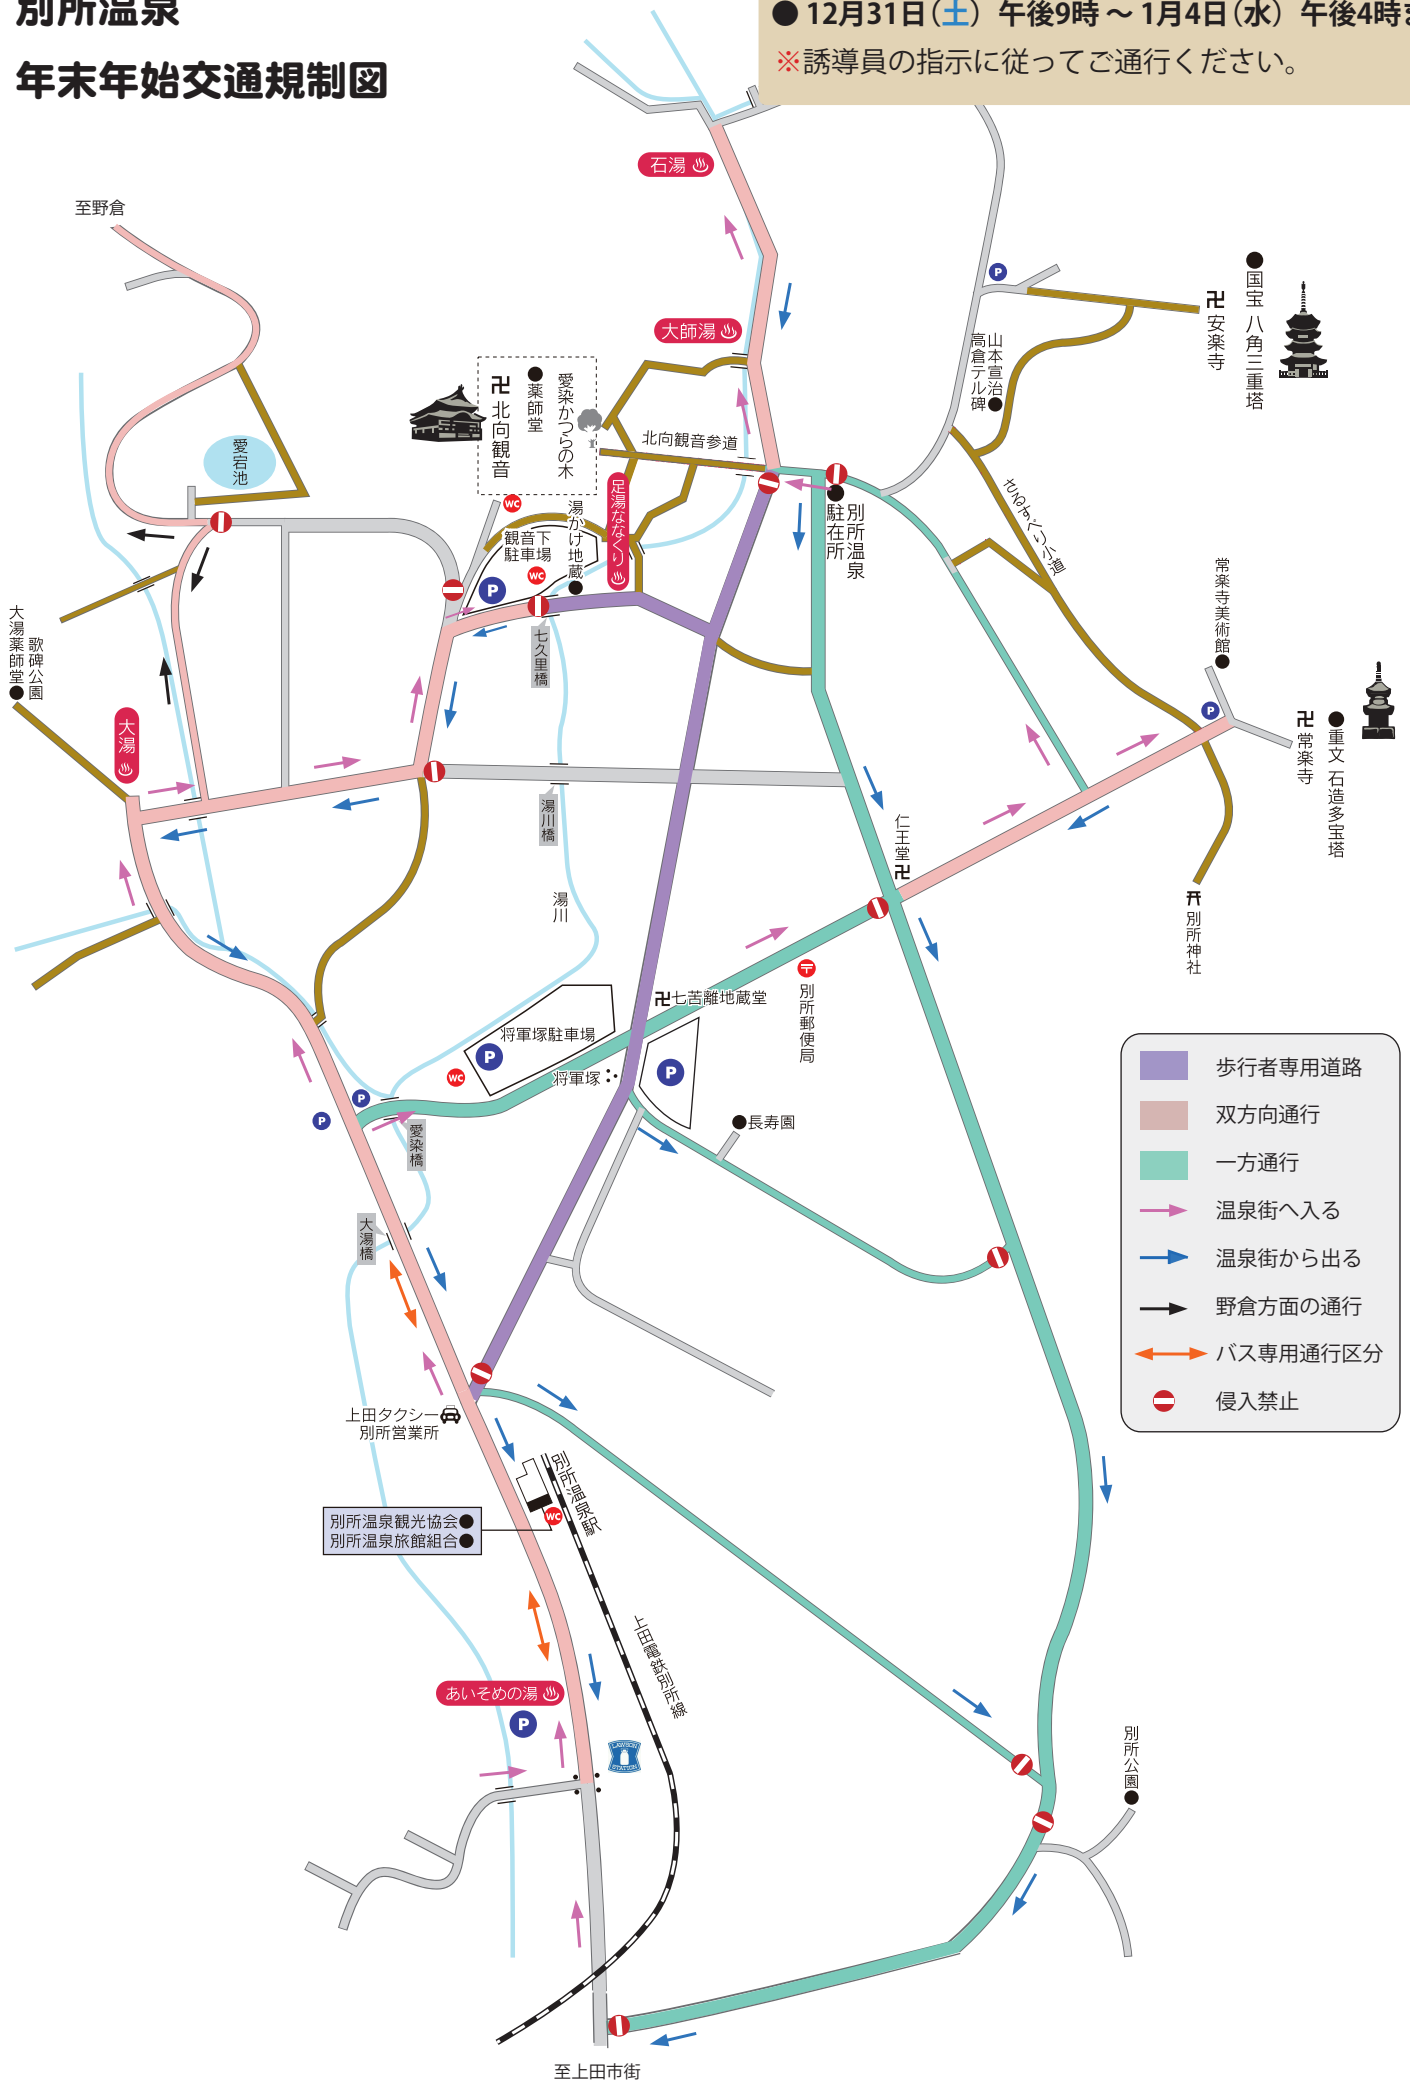 別所温泉
年末年始交通規制図
● 12月31日（土）午後9時 〜 1月4日（水）午後4時
※誘導員の指示に従ってご通行ください。
石湯
至野倉
P
卍 安楽寺
●国宝 八角三重塔
大師湯
山本宣治●
高倉テル碑
愛染かつらの木
●薬師堂
卍 北向観音
北向観音参道
愛宕池
WC
足湯ななくり
湯かけ地蔵●
観音下
駐車場
WC
P
別所温泉
●駐在所
さるすべり小道
七久里橋
常楽寺美術館●
P
大湯薬師堂●
歌碑公園
大湯
卍 常楽寺
●重文 石造多宝塔
湯川橋
仁王堂卍
湯川
开 別所神社
〒
別所郵便局
卍七苦離地蔵堂
将軍塚駐車場
P
WC
将軍塚
P
P
P
愛染橋
●長寿園
大湯橋
歩行者専用道路
双方向通行
一方通行
温泉街へ入る
温泉街から出る
野倉方面の通行
バス専用通行区分
侵入禁止
上田タクシー
別所営業所
別所温泉駅
WC
別所温泉観光協会●
別所温泉旅館組合●
上田電鉄別所線
あいそめの湯
P
LAWSON
STATION
別所公園●
至上田市街